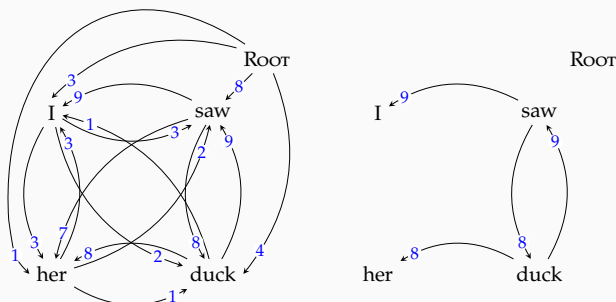 ROOT ROOT
3
9 8 9
I saw I saw
1 3
3 2 9 9
7
3 8 2 8 4 8
1 8
her duck her duck
1